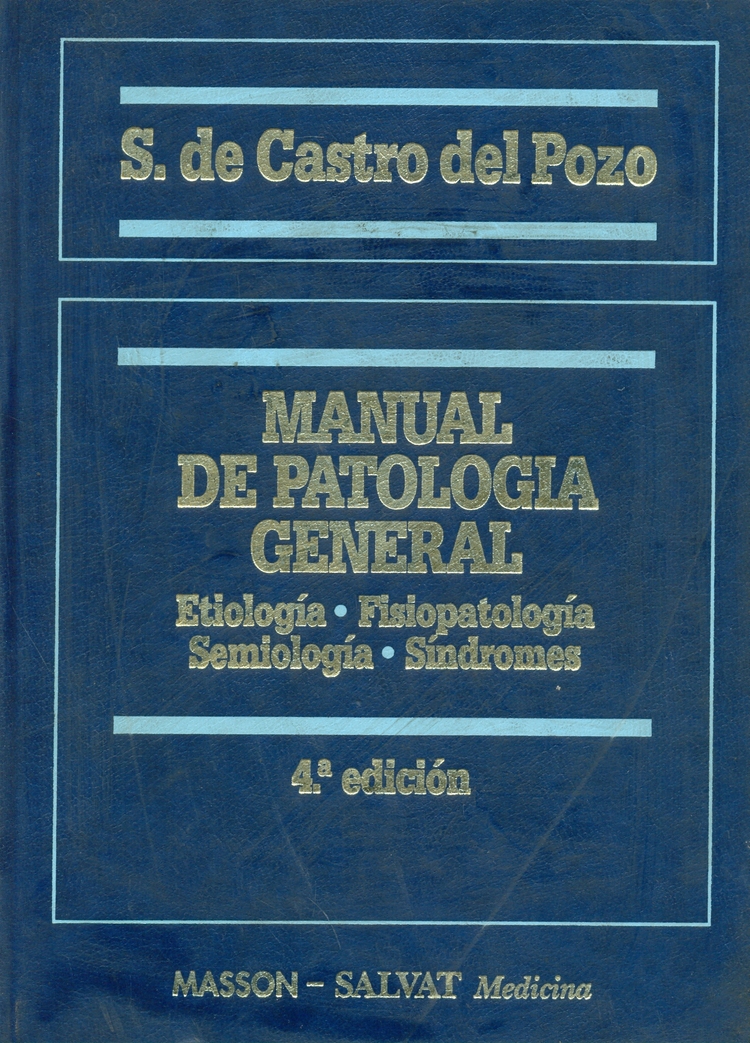 S. de Castro del Pozo
MANUAL
DE PATOLOGIA
GENERAL
Etiología • Fisiopatología
Semiología • Síndromes
4.ª edición
MASSON – SALVAT Medicina